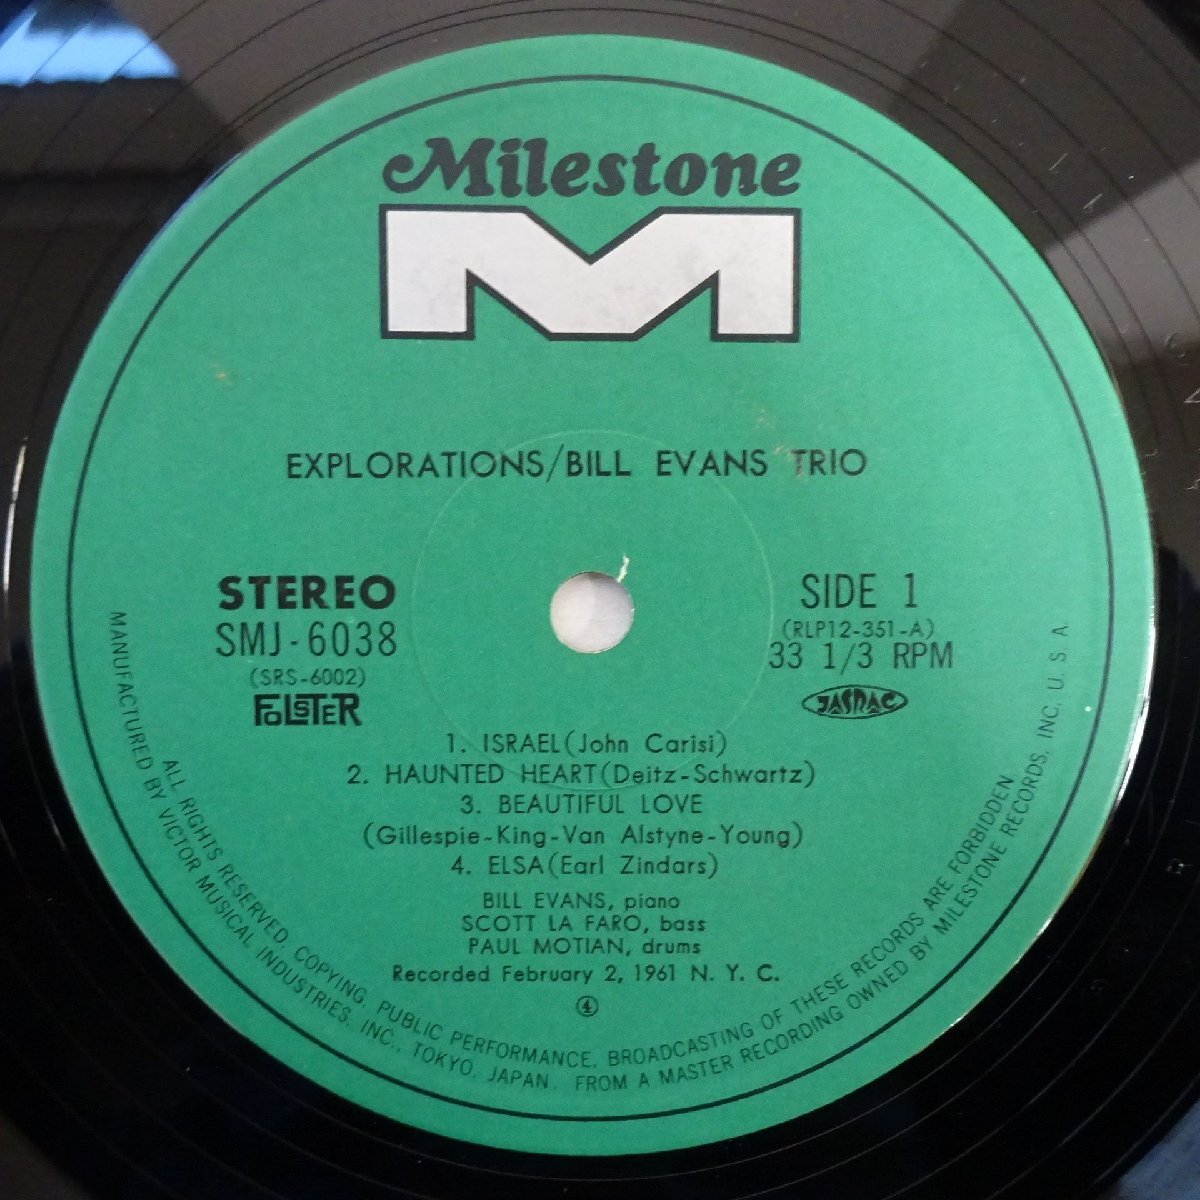 Milestone
M
EXPLORATIONS/BILL EVANS TRIO
STEREO
SMJ-6038
(SRS-6002)
FOLSTER
SIDE 1
(RLP12-351-A)
33 1/3 RPM
JASRAC
1. ISRAEL(John Carisi)
2. HAUNTED HEART(Deitz-Schwartz)
3. BEAUTIFUL LOVE
(Gillespie-King-Van Alstyne-Young)
4. ELSA(Earl Zindars)
BILL EVANS, piano
SCOTT LA FARO, bass
PAUL MOTIAN, drums
Recorded February 2, 1961 N. Y. C.
④
ALL RIGHTS RESERVED. COPYING, PUBLIC PERFORMANCE, BROADCASTING OF THESE RECORDS ARE FORBIDDEN
MANUFACTURED BY VICTOR MUSICAL INDUSTRIES, INC., TOKYO, JAPAN. FROM A MASTER RECORDING OWNED BY MILESTONE RECORDS, INC, U. S. A.